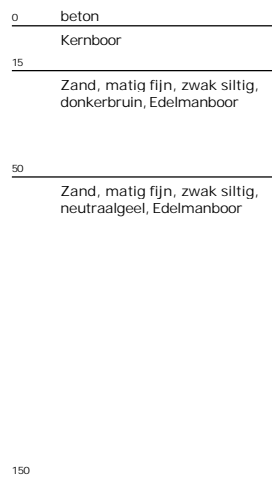 0 beton
Kernboor
15
Zand, matig fijn, zwak siltig,
donkerbruin, Edelmanboor
50
Zand, matig fijn, zwak siltig,
neutraalgeel, Edelmanboor
150